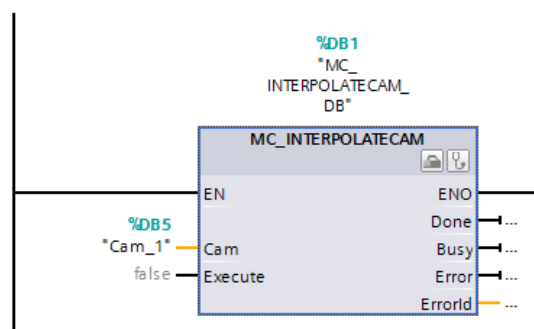 %DB1
"MC_
INTERPOLATECAM_
DB"
MC_INTERPOLATECAM
EN ENO
Done ...
%DB5
"Cam_1" Cam Busy ...
false Execute Error ...
ErrorId ...